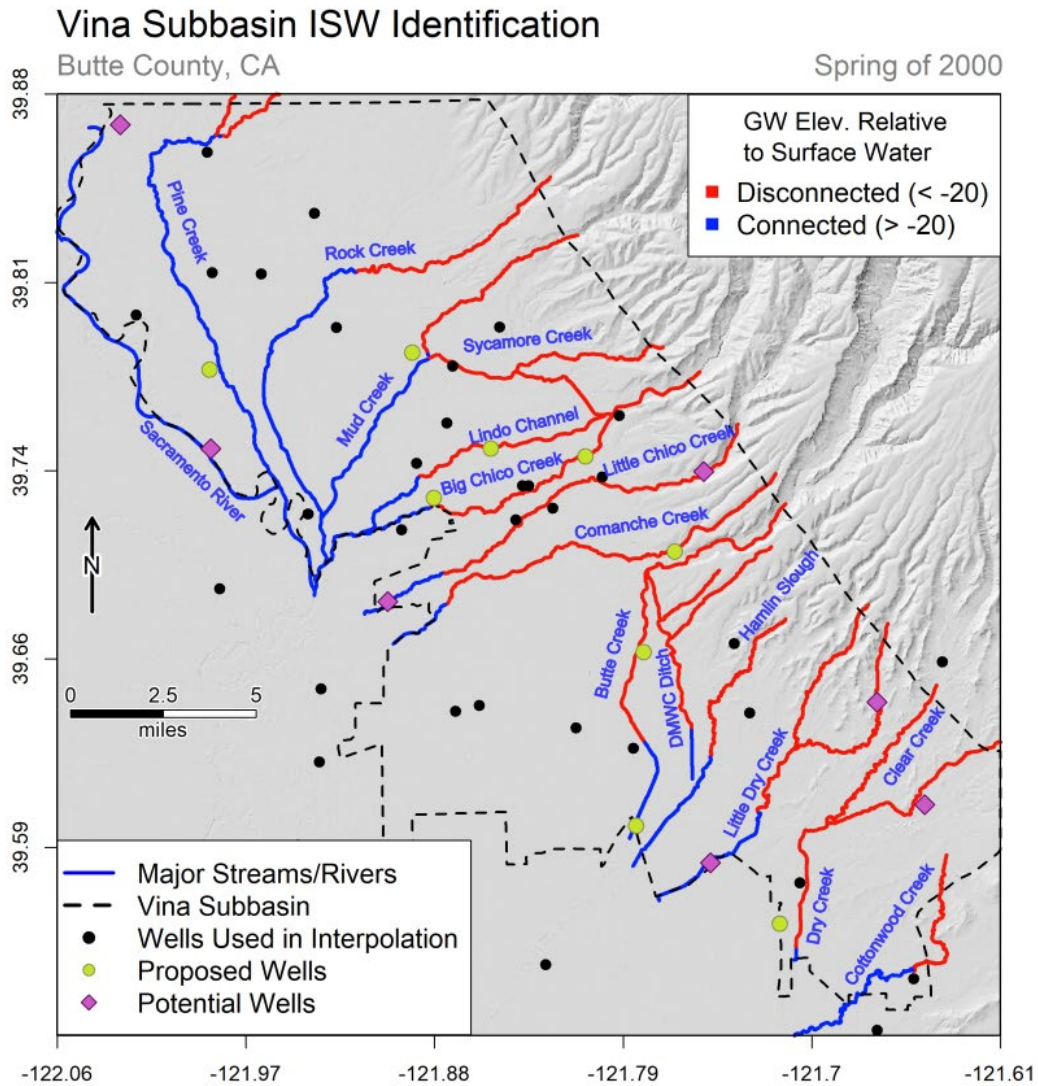 Vina Subbasin ISW Identification
Butte County, CA
Spring of 2000
GW Elev. Relative
to Surface Water
Disconnected (< -20)
Connected (> -20)
39.88
39.81
39.74
39.66
39.59
Pine Creek
Rock Creek
Sycamore Creek
Mud Creek
Lindo Channel
Sacramento River
Big Chico Creek
Little Chico Creek
Comanche Creek
N
Hamlin Slough
Butte Creek
DMWC Ditch
0 2.5 5
miles
Little Dry Creek
Clear Creek
Dry Creek
Cottonwood Creek
Major Streams/Rivers
Vina Subbasin
Wells Used in Interpolation
Proposed Wells
Potential Wells
-122.06 -121.97 -121.88 -121.79 -121.7 -121.61